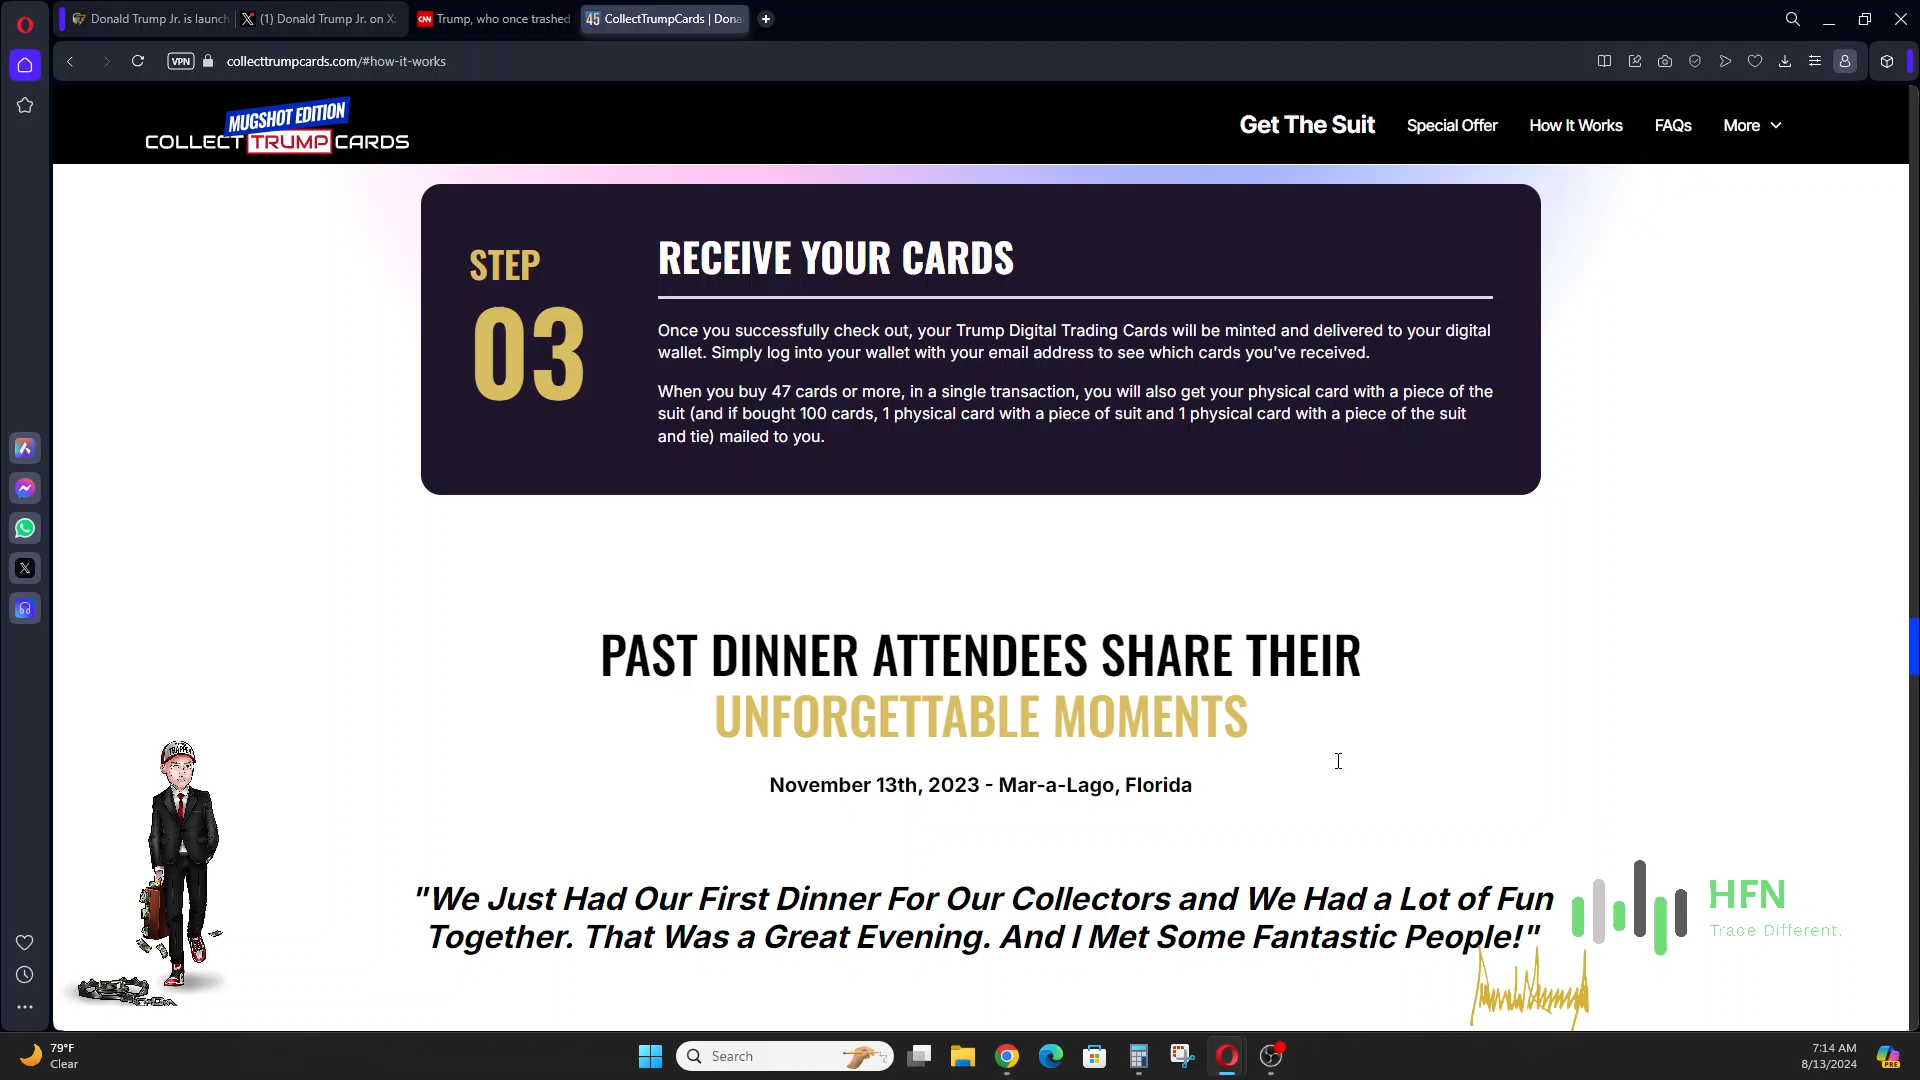 Donald Trump Jr. is launch
(1) Donald Trump Jr. on X:
CNN
Trump, who once trashed
45
CollectTrumpCards | Dona
VPN
collecttrumpcards.com/#how-it-works
MUGSHOT EDITION
COLLECT TRUMP CARDS
Get The Suit
Special Offer
How It Works
FAQs
More
STEP
03
RECEIVE YOUR CARDS
Once you successfully check out, your Trump Digital Trading Cards will be minted and delivered to your digital
wallet. Simply log into your wallet with your email address to see which cards you've received.
When you buy 47 cards or more, in a single transaction, you will also get your physical card with a piece of the
suit (and if bought 100 cards, 1 physical card with a piece of suit and 1 physical card with a piece of the suit
and tie) mailed to you.
PAST DINNER ATTENDEES SHARE THEIR
UNFORGETTABLE MOMENTS
November 13th, 2023 - Mar-a-Lago, Florida
"We Just Had Our First Dinner For Our Collectors and We Had a Lot of Fun
Together. That Was a Great Evening. And I Met Some Fantastic People!"
TRAPPER
HFN
Trade Different.
79°F
Clear
Search
7:14 AM
8/13/2024
PRE